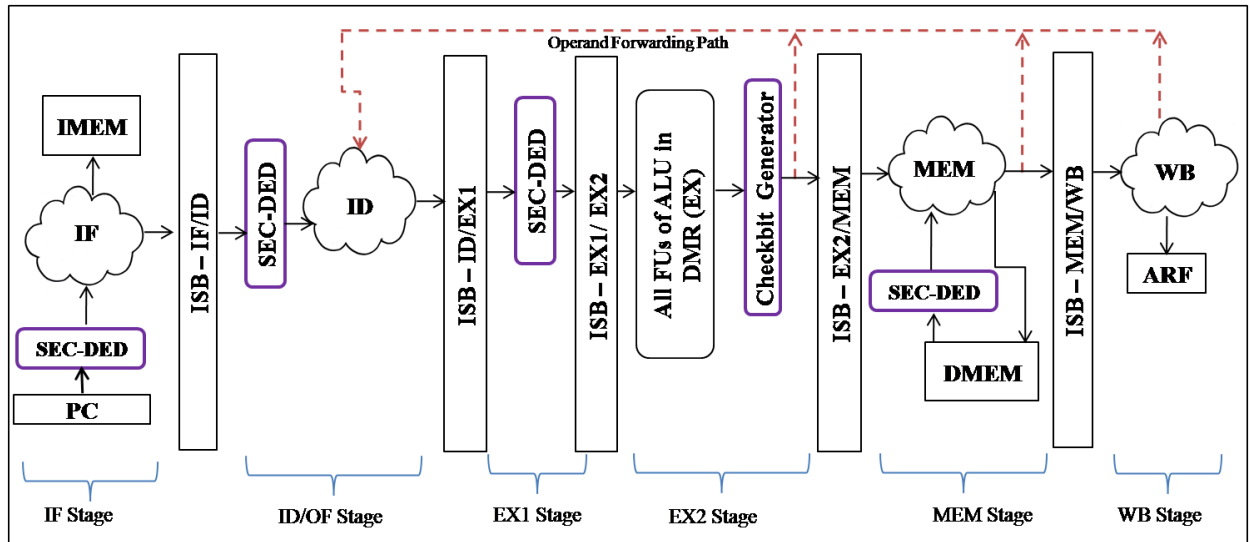 Operand Forwarding Path
IMEM
IF
SEC-DED
PC
ISB – IF/ID
SEC-DED
ID
ISB – ID/EX1
SEC-DED
ISB – EX1/ EX2
All FUs of ALU in
DMR (EX)
Checkbit Generator
ISB – EX2/MEM
MEM
SEC-DED
DMEM
ISB – MEM/WB
WB
ARF
IF Stage
ID/OF Stage
EX1 Stage
EX2 Stage
MEM Stage
WB Stage